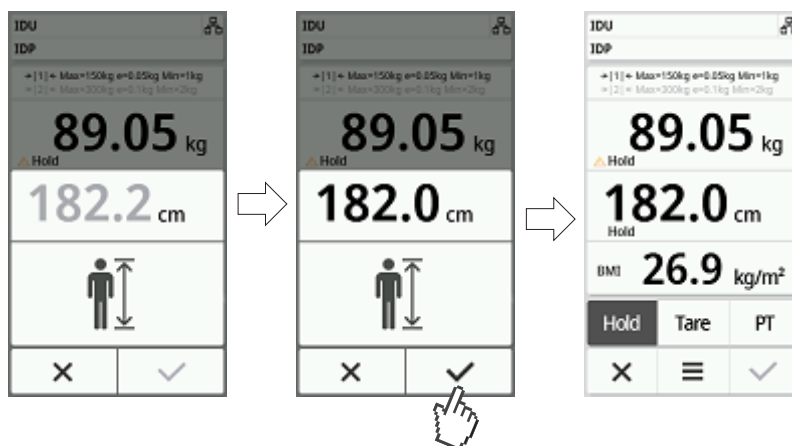 IDU
IDP
→|1|← Max=150kg e=0.05kg Min=1kg
→|2|← Max=300kg e=0.1kg Min=2kg
89.05 kg
Hold
182.2 cm
IDU
IDP
→|1|← Max=150kg e=0.05kg Min=1kg
→|2|← Max=300kg e=0.1kg Min=2kg
89.05 kg
Hold
182.0 cm
IDU
IDP
→|1|← Max=150kg e=0.05kg Min=1kg
→|2|← Max=300kg e=0.1kg Min=2kg
89.05 kg
Hold
182.0 cm
Hold
BMI 26.9 kg/m²
Hold Tare PT